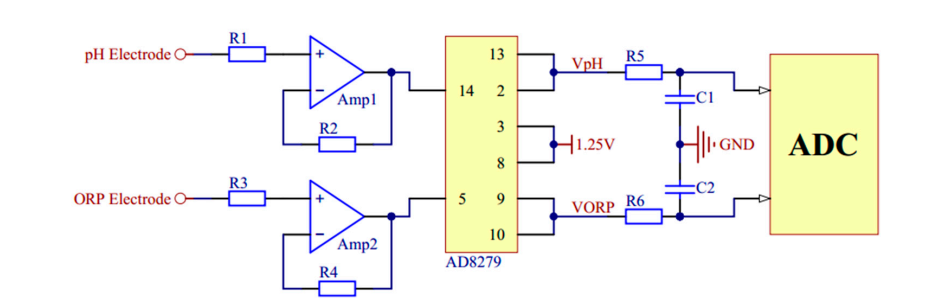 pH Electrode
R1
+
−
Amp1
R2
ORP Electrode
R3
+
−
Amp2
R4
13
14
2
3
8
5
9
10
AD8279
VpH
R5
C1
1.25V
GND
C2
VORP
R6
ADC